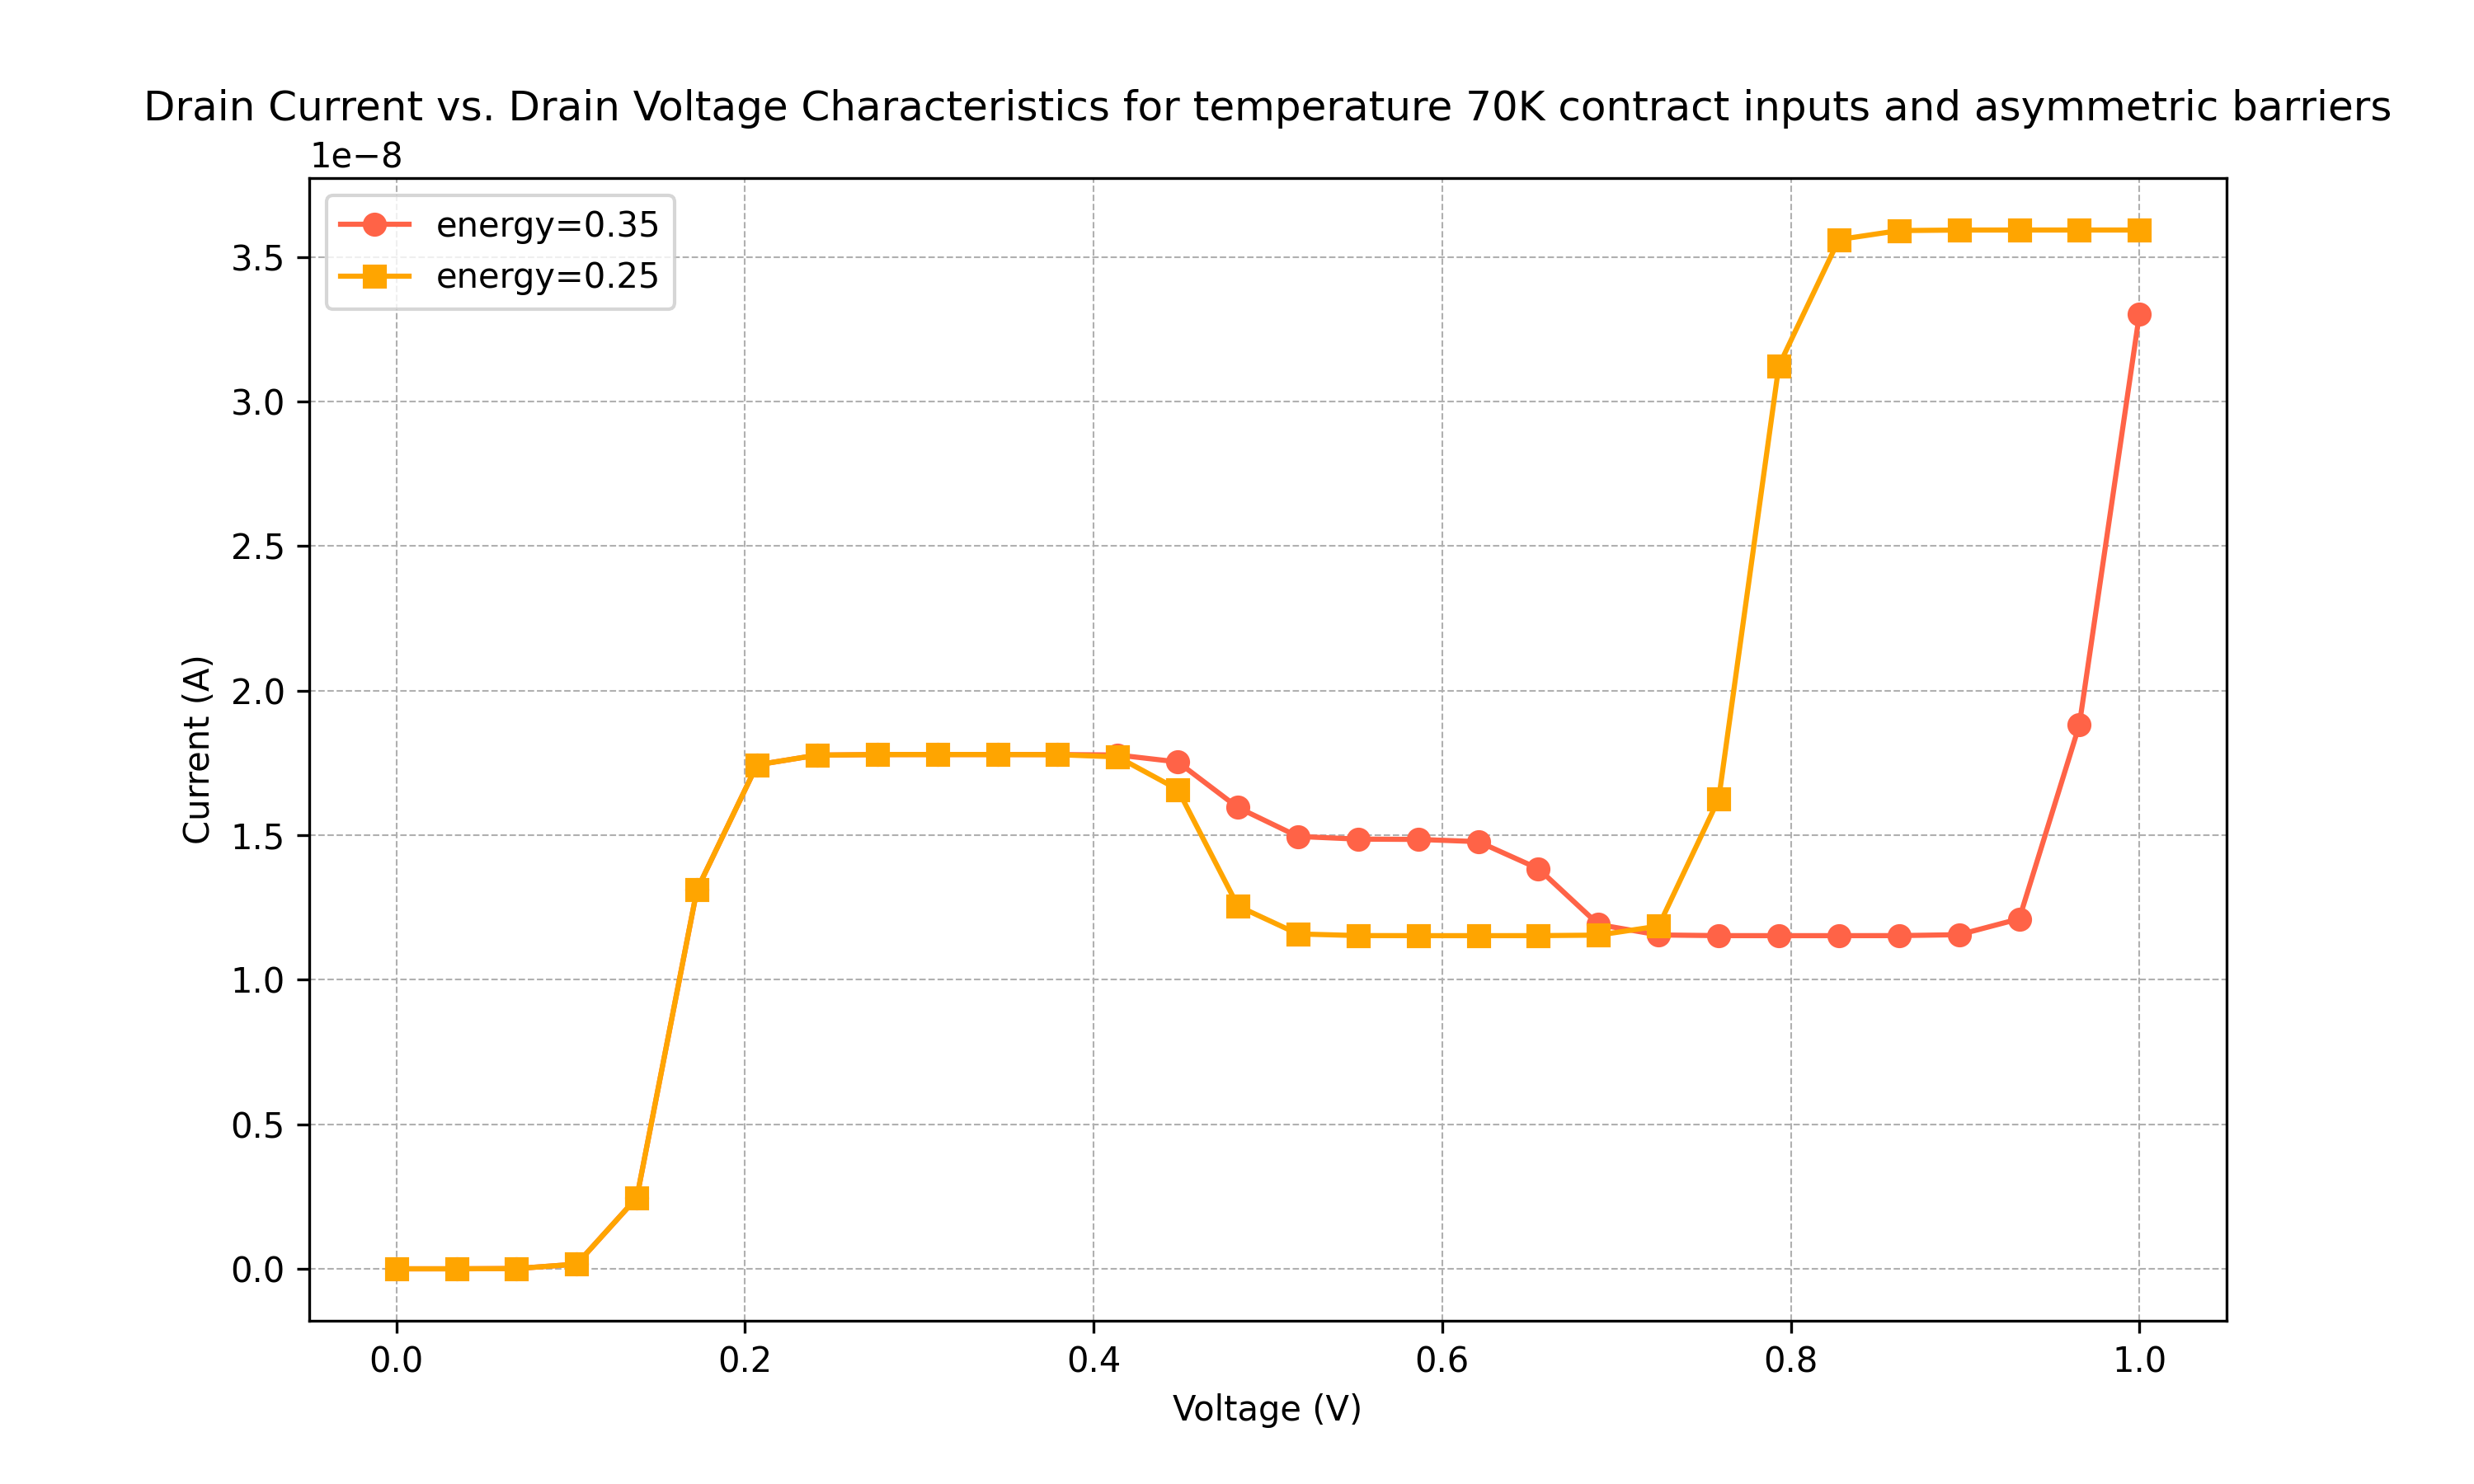 Drain Current vs. Drain Voltage Characteristics for temperature 70K contract inputs and asymmetric barriers
1e−8
energy=0.35
energy=0.25
3.5
3.0
2.5
2.0
1.5
1.0
0.5
0.0
Current (A)
0.0 0.2 0.4 0.6 0.8 1.0
Voltage (V)